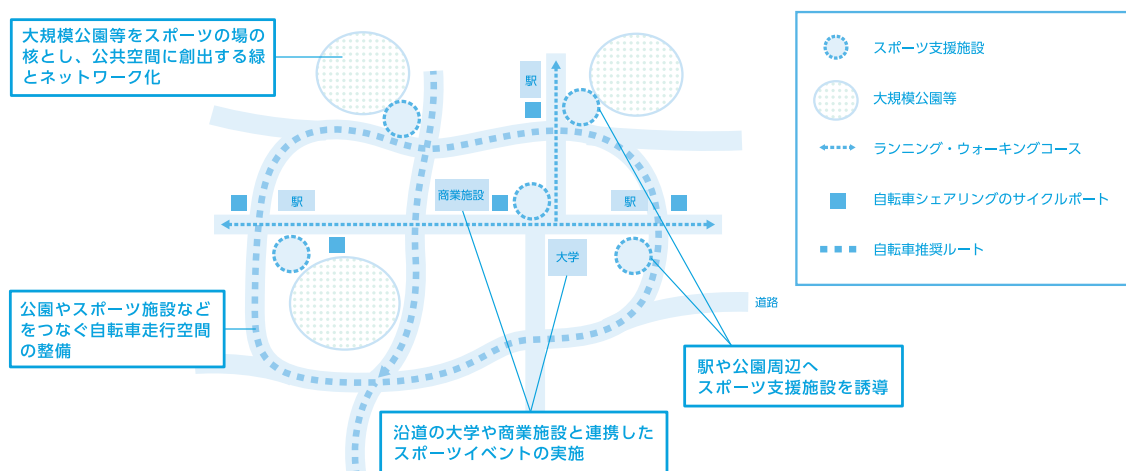 大規模公園等をスポーツの場の
核とし、公共空間に創出する緑
とネットワーク化
駅
駅
商業施設
駅
大学
道路
公園やスポーツ施設など
をつなぐ自転車走行空間
の整備
駅や公園周辺へ
スポーツ支援施設を誘導
沿道の大学や商業施設と連携した
スポーツイベントの実施
スポーツ支援施設
大規模公園等
ランニング・ウォーキングコース
自転車シェアリングのサイクルポート
自転車推奨ルート